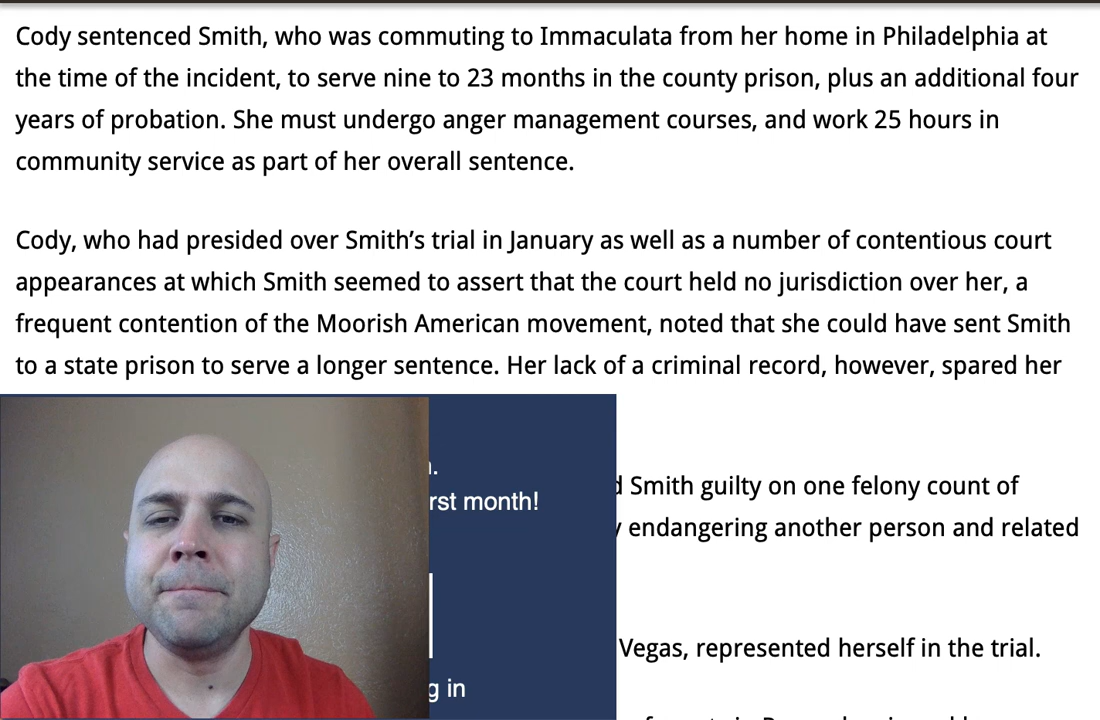 Cody sentenced Smith, who was commuting to Immaculata from her home in Philadelphia at
the time of the incident, to serve nine to 23 months in the county prison, plus an additional four
years of probation. She must undergo anger management courses, and work 25 hours in
community service as part of her overall sentence.
Cody, who had presided over Smith’s trial in January as well as a number of contentious court
appearances at which Smith seemed to assert that the court held no jurisdiction over her, a
frequent contention of the Moorish American movement, noted that she could have sent Smith
to a state prison to serve a longer sentence. Her lack of a criminal record, however, spared her
month!
Smith guilty on one felony count of
endangering another person and related
Vegas, represented herself in the trial.
in